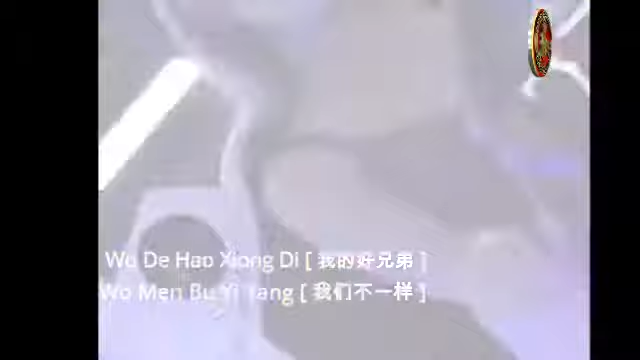 Wo De Hao Xiong Di [ 我的好兄弟 ]
Wo Men Bu Yi Yang [ 我们不一样 ]